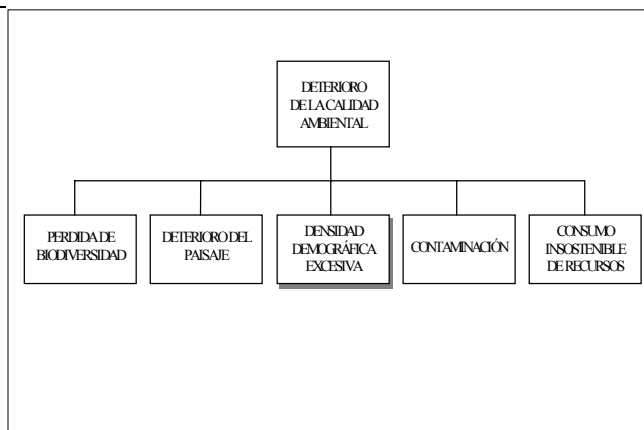 DETERIORO
DE LA CALIDAD
AMBIENTAL
PERDIDA DE
BIODIVERSIDAD
DETERIORO DEL
PAISAJE
DENSIDAD
DEMOGRÁFICA
EXCESIVA
CONTAMINACIÓN
CONSUMO
INSOSTENIBLE
DE RECURSOS